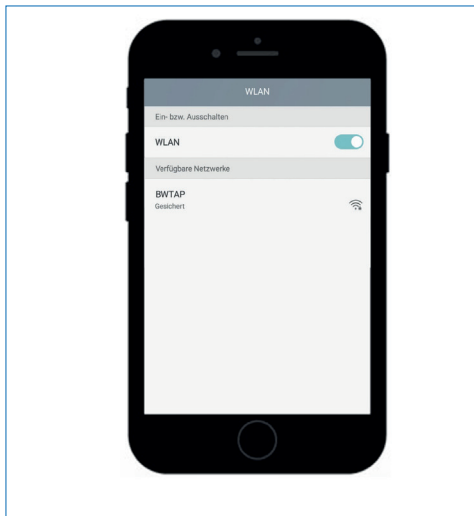 WLAN
Ein- bzw. Ausschalten
WLAN
Verfügbare Netzwerke
BWTAP
Gesichert